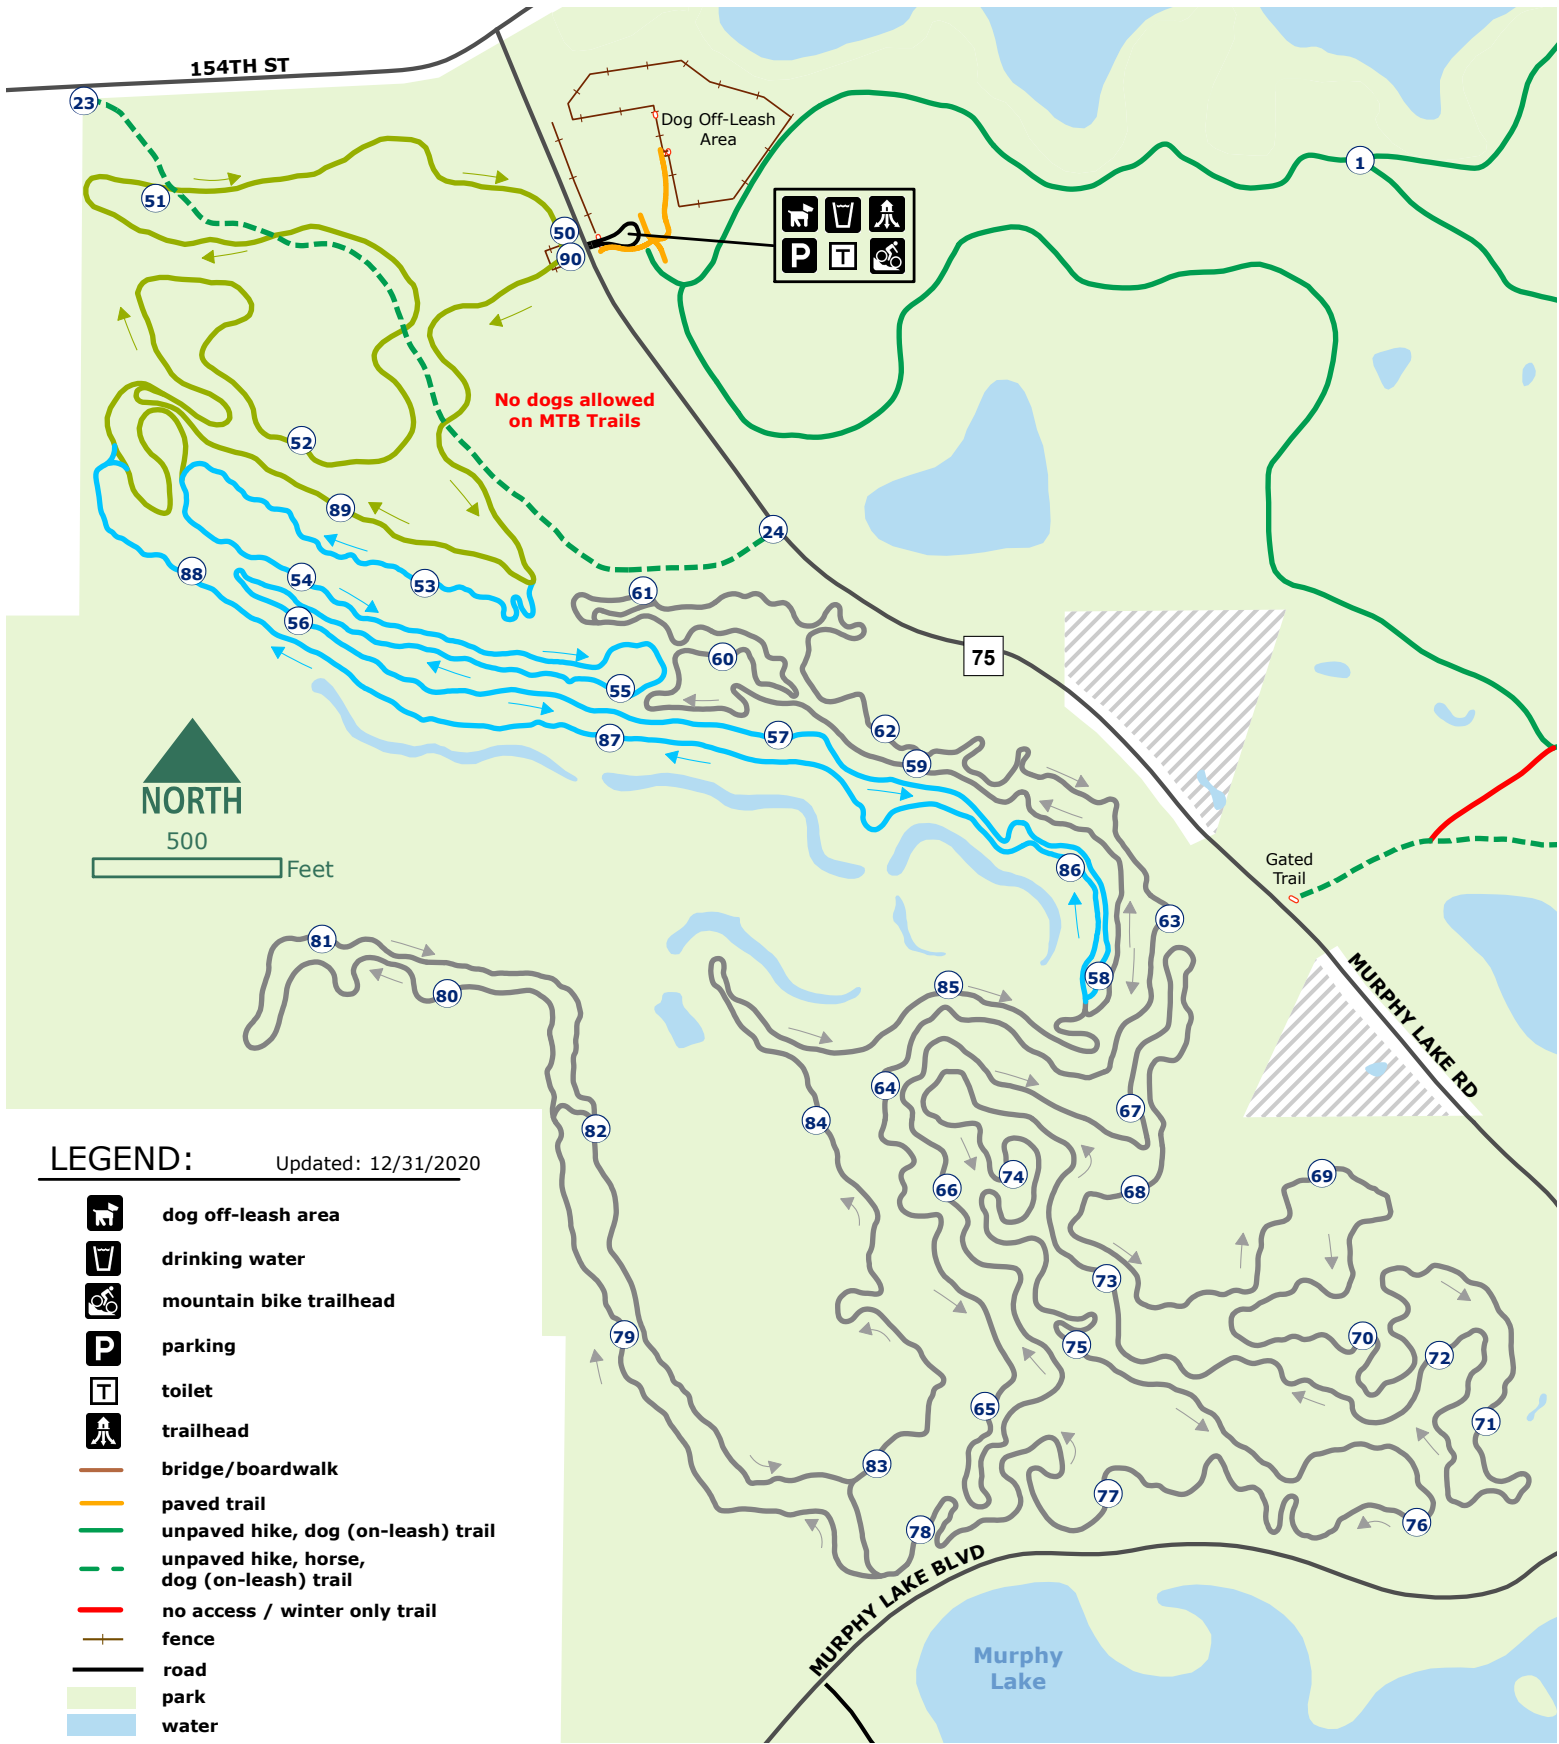 154TH ST
23
Dog Off-Leash
Area
1
51
50
90
P
T
No dogs allowed
on MTB Trails
52
89
24
88
54
53
61
56
60
75
55
62
87
57
59
NORTH
500
Feet
86
Gated
Trail
63
81
58
80
85
MURPHY LAKE RD
64
67
84
82
LEGEND:
Updated: 12/31/2020
74
69
66
68
dog off-leash area
drinking water
73
mountain bike trailhead
79
75
70
72
P
parking
T
toilet
65
71
trailhead
83
bridge/boardwalk
77
paved trail
76
78
unpaved hike, dog (on-leash) trail
unpaved hike, horse,
dog (on-leash) trail
MURPHY LAKE BLVD
no access / winter only trail
fence
Murphy
Lake
road
park
water